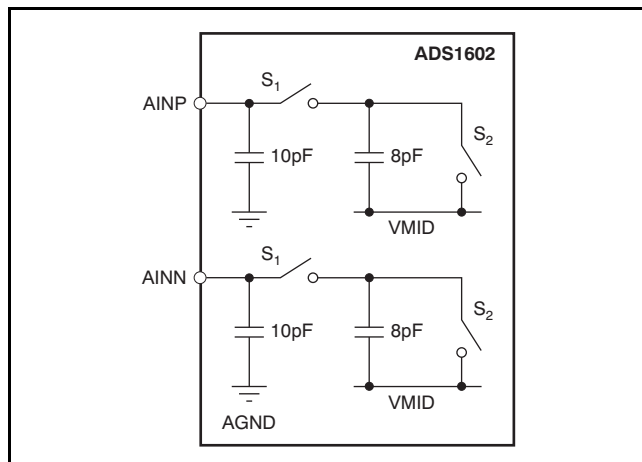 ADS1602
S1
AINP
10pF
8pF
S2
VMID
S1
AINN
10pF
8pF
S2
VMID
AGND